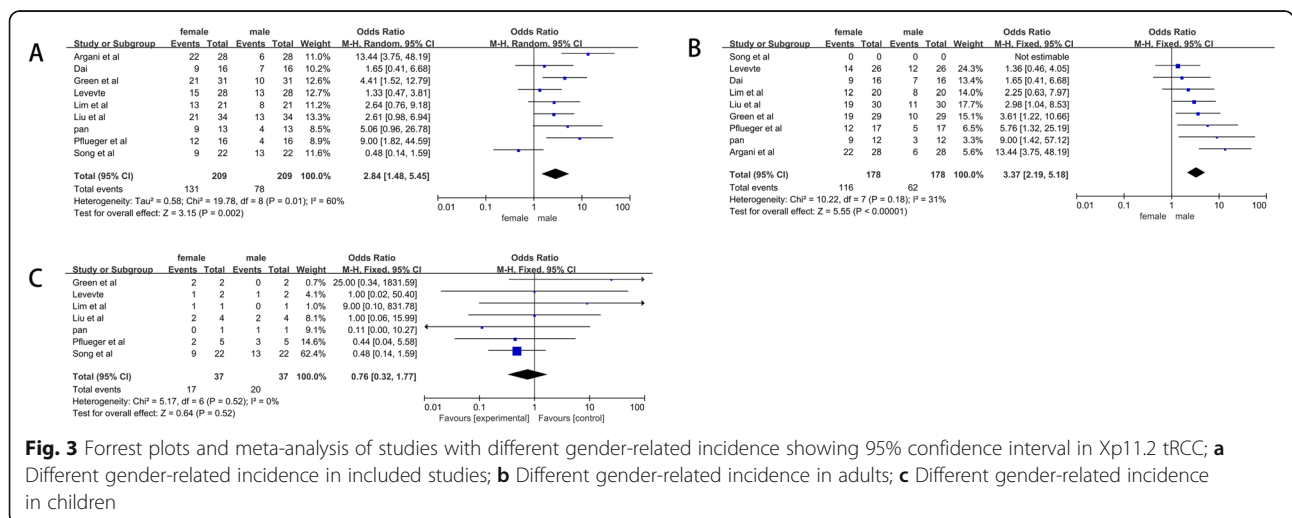 A
female male Odds Ratio Odds Ratio
Study or Subgroup Events Total Events Total Weight M-H. Random. 95% CI M-H. Random. 95% CI
Argani et al 22 28 6 28 11.0% 13.44 [3.75, 48.19]
Dai 9 16 7 16 10.1% 1.65 [0.41, 6.68]
Green et al 21 31 10 31 12.6% 4.41 [1.52, 12.79]
Levevte 15 28 13 28 12.8% 1.33 [0.47, 3.81]
Lim et al 13 21 8 21 11.2% 2.64 [0.76, 9.18]
Liu et al 21 34 13 34 13.2% 2.61 [0.98, 6.94]
pan 9 13 4 13 8.5% 5.06 [0.96, 26.78]
Pflueger et al 12 16 4 16 9.0% 9.00 [1.82, 44.59]
Song et al 9 22 13 22 11.6% 0.48 [0.14, 1.59]
Total (95% CI) 209 209 100.0% 2.84 [1.48, 5.45]
Total events 131 78
Heterogeneity: Tau² = 0.58; Chi² = 19.78, df = 8 (P = 0.01); I² = 60%
Test for overall effect: Z = 3.15 (P = 0.002)
0.01 0.1 1 10 100
female male
B
female male Odds Ratio Odds Ratio
Study or Subgroup Events Total Events Total Weight M-H. Fixed. 95% CI M-H. Fixed. 95% CI
Song et al 0 0 0 0 Not estimable
Levevte 14 26 12 26 24.3% 1.36 [0.46, 4.05]
Dai 9 16 7 16 14.0% 1.65 [0.41, 6.68]
Lim et al 12 20 8 20 14.6% 2.25 [0.63, 7.97]
Liu et al 19 30 11 30 17.7% 2.98 [1.04, 8.53]
Green et al 19 29 10 29 15.1% 3.61 [1.22, 10.66]
Pflueger et al 12 17 5 17 6.5% 5.76 [1.32, 25.19]
pan 9 12 3 12 3.3% 9.00 [1.42, 57.12]
Argani et al 22 28 6 28 5.6% 13.44 [3.75, 48.19]
Total (95% CI) 178 178 100.0% 3.37 [2.19, 5.18]
Total events 116 62
Heterogeneity: Chi² = 10.22, df = 7 (P = 0.18); I² = 31%
Test for overall effect: Z = 5.55 (P < 0.00001)
0.01 0.1 1 10 100
female male
C
female male Odds Ratio Odds Ratio
Study or Subgroup Events Total Events Total Weight M-H. Fixed. 95% CI M-H. Fixed. 95% CI
Green et al 2 2 0 2 0.7% 25.00 [0.34, 1831.59]
Levevte 1 2 1 2 4.1% 1.00 [0.02, 50.40]
Lim et al 1 1 0 1 1.0% 9.00 [0.10, 831.78]
Liu et al 2 4 2 4 8.2% 1.00 [0.06, 15.99]
pan 0 1 1 1 9.1% 0.11 [0.00, 10.27]
Pflueger et al 2 5 3 5 14.6% 0.44 [0.04, 5.58]
Song et al 9 22 13 22 62.4% 0.48 [0.14, 1.59]
Total (95% CI) 37 37 100.0% 0.76 [0.32, 1.77]
Total events 17 20
Heterogeneity: Chi² = 5.17, df = 6 (P = 0.52); I² = 0%
Test for overall effect: Z = 0.64 (P = 0.52)
0.01 0.1 1 10 100
Favours [experimental] Favours [control]
Fig. 3 Forrest plots and meta-analysis of studies with different gender-related incidence showing 95% confidence interval in Xp11.2 tRCC; a
Different gender-related incidence in included studies; b Different gender-related incidence in adults; c Different gender-related incidence
in children